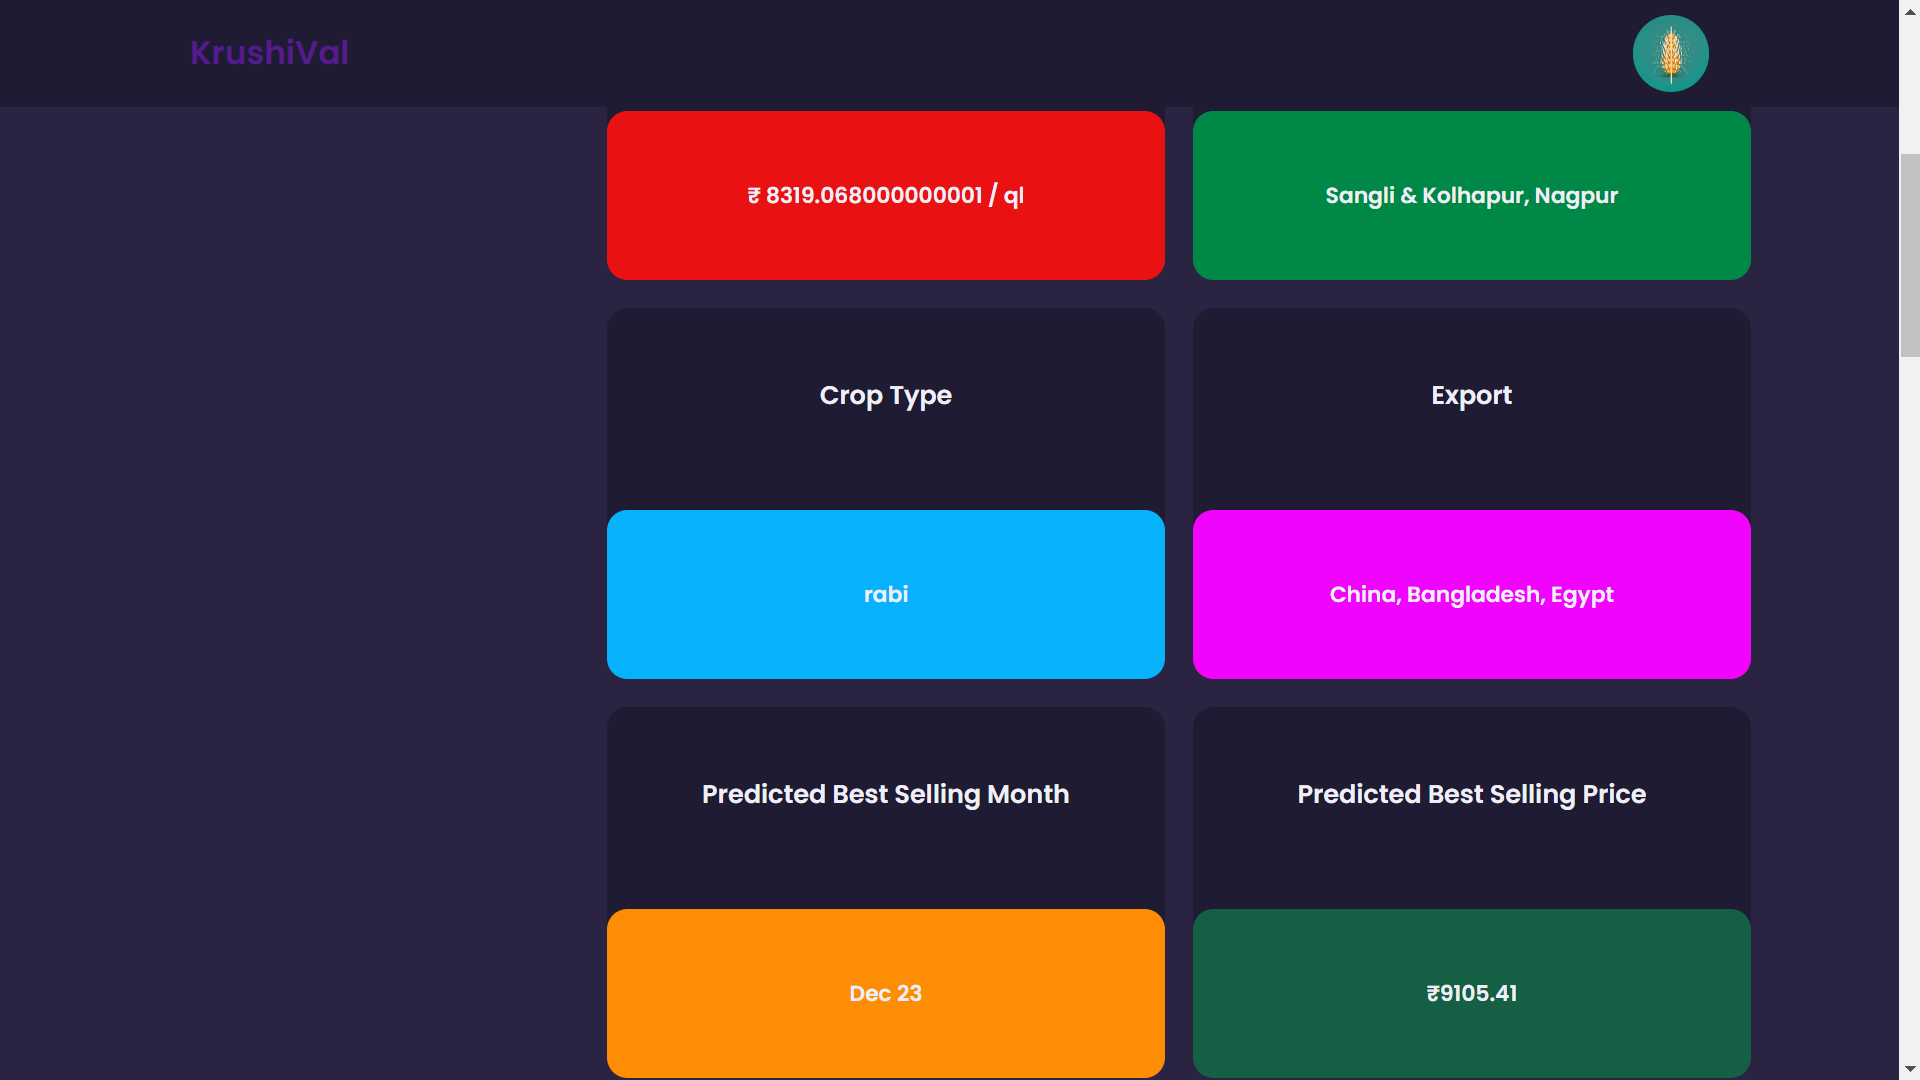 KrushiVal
₹ 8319.068000000001 / ql
Sangli & Kolhapur, Nagpur
Crop Type
Export
rabi
China, Bangladesh, Egypt
Predicted Best Selling Month
Predicted Best Selling Price
Dec 23
₹9105.41